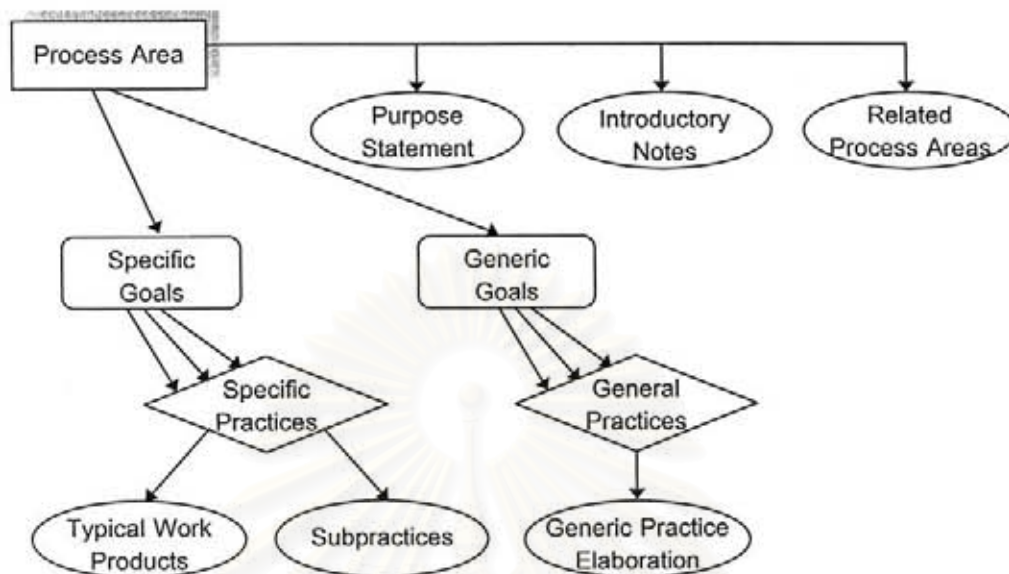 Process Area
Purpose
Statement
Introductory
Notes
Related
Process Areas
Specific
Goals
Generic
Goals
Specific
Practices
General
Practices
Typical Work
Products
Subpractices
Generic Practice
Elaboration